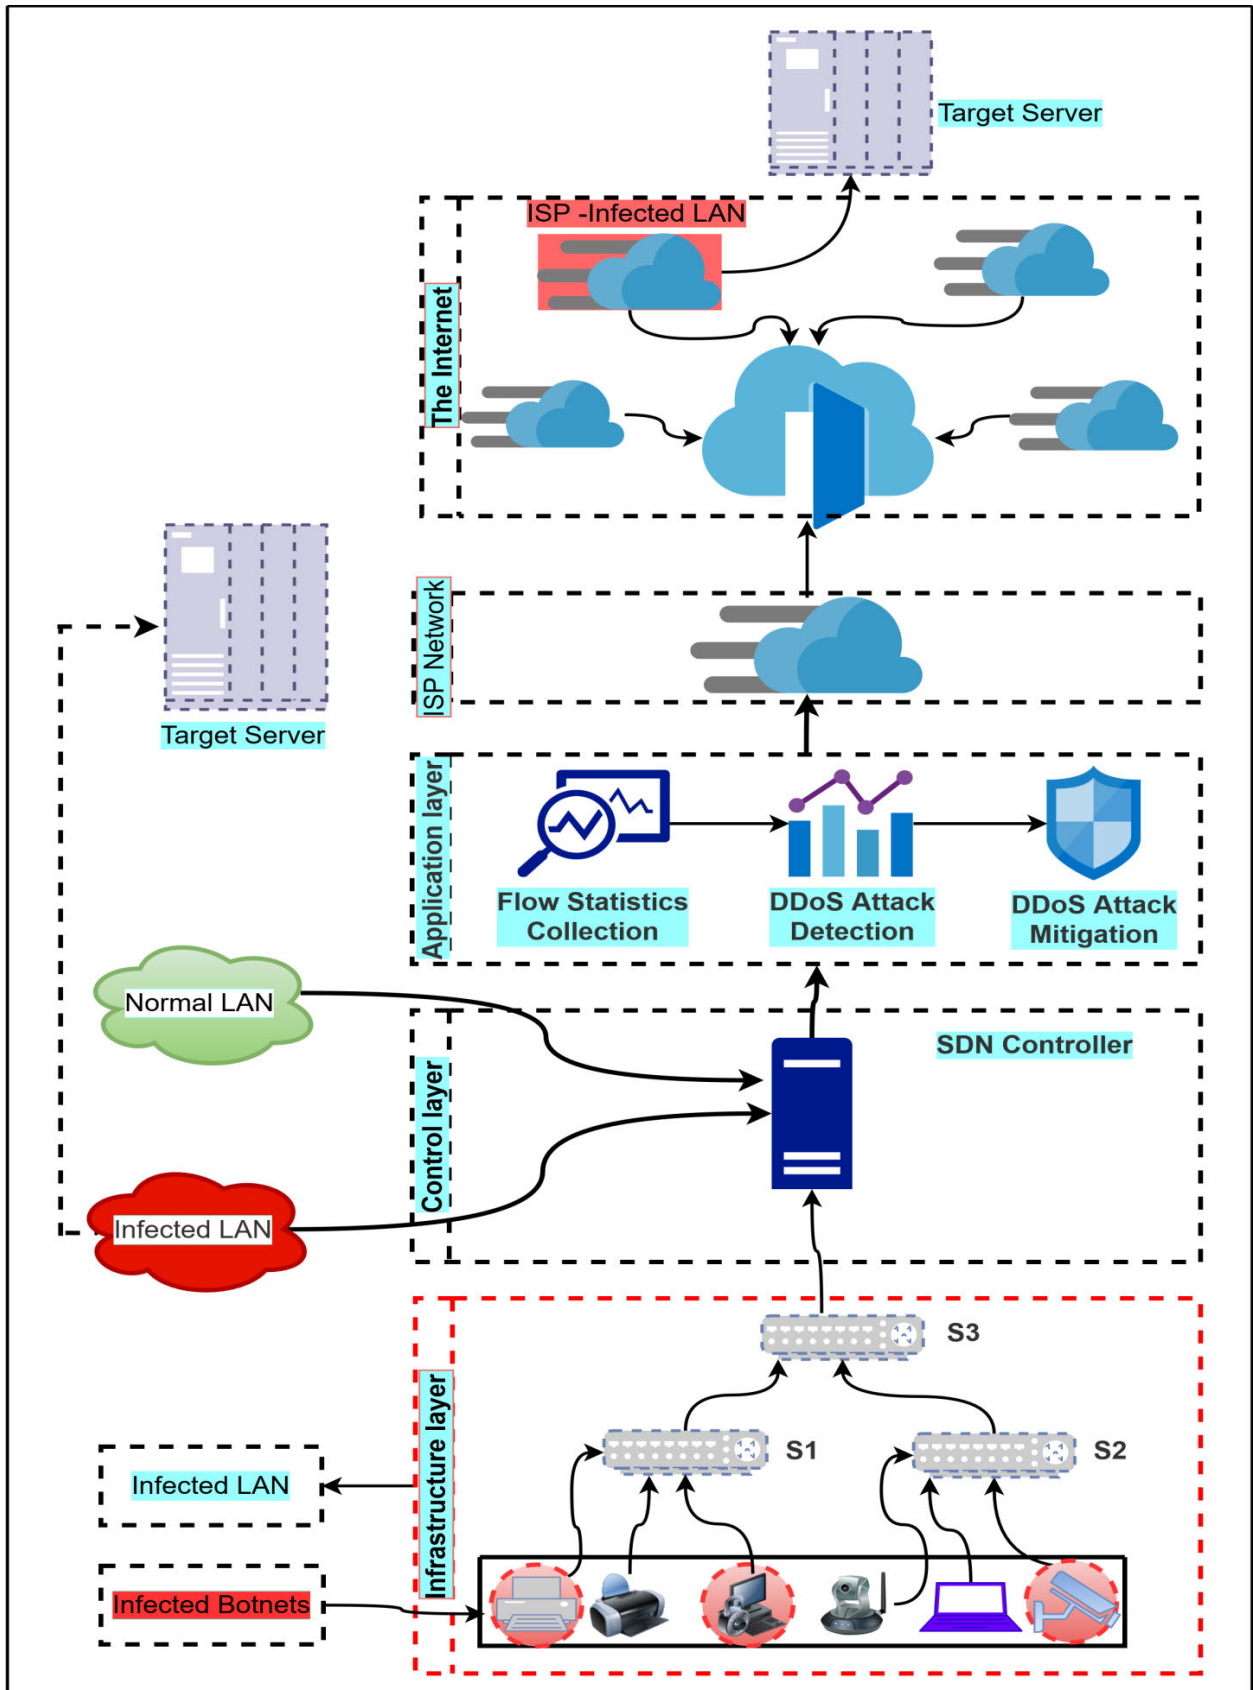 Target Server
ISP -Infected LAN
The Internet
ISP Network
Target Server
Application layer
Flow Statistics
Collection
DDoS Attack
Detection
DDoS Attack
Mitigation
Normal LAN
Control layer
SDN Controller
Infected LAN
Infrastructure layer
S3
S1
S2
Infected LAN
Infected Botnets